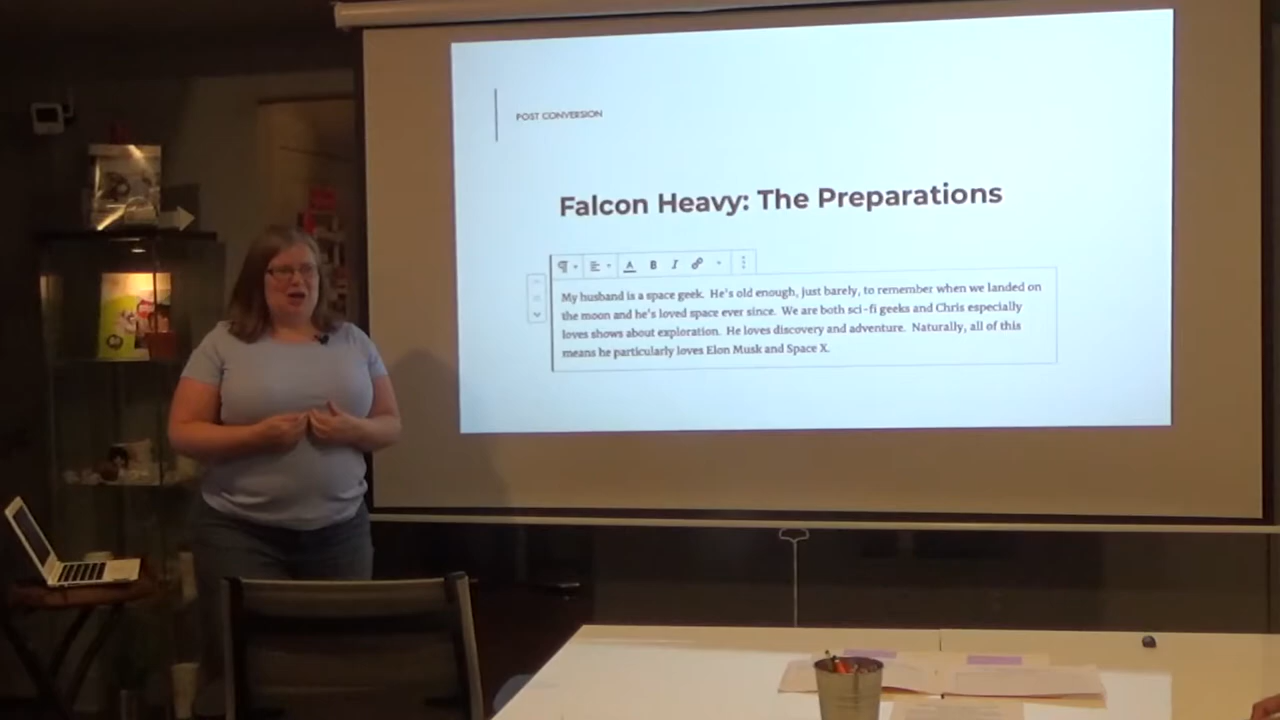 POST CONVERSION
Falcon Heavy: The Preparations
B I
My husband is a space geek. He's old enough, just barely, to remember when we landed on
the moon and he's loved space ever since. We are both sci-fi geeks and Chris especially
loves shows about exploration. He loves discovery and adventure. Naturally, all of this
means he particularly loves Elon Musk and Space X.